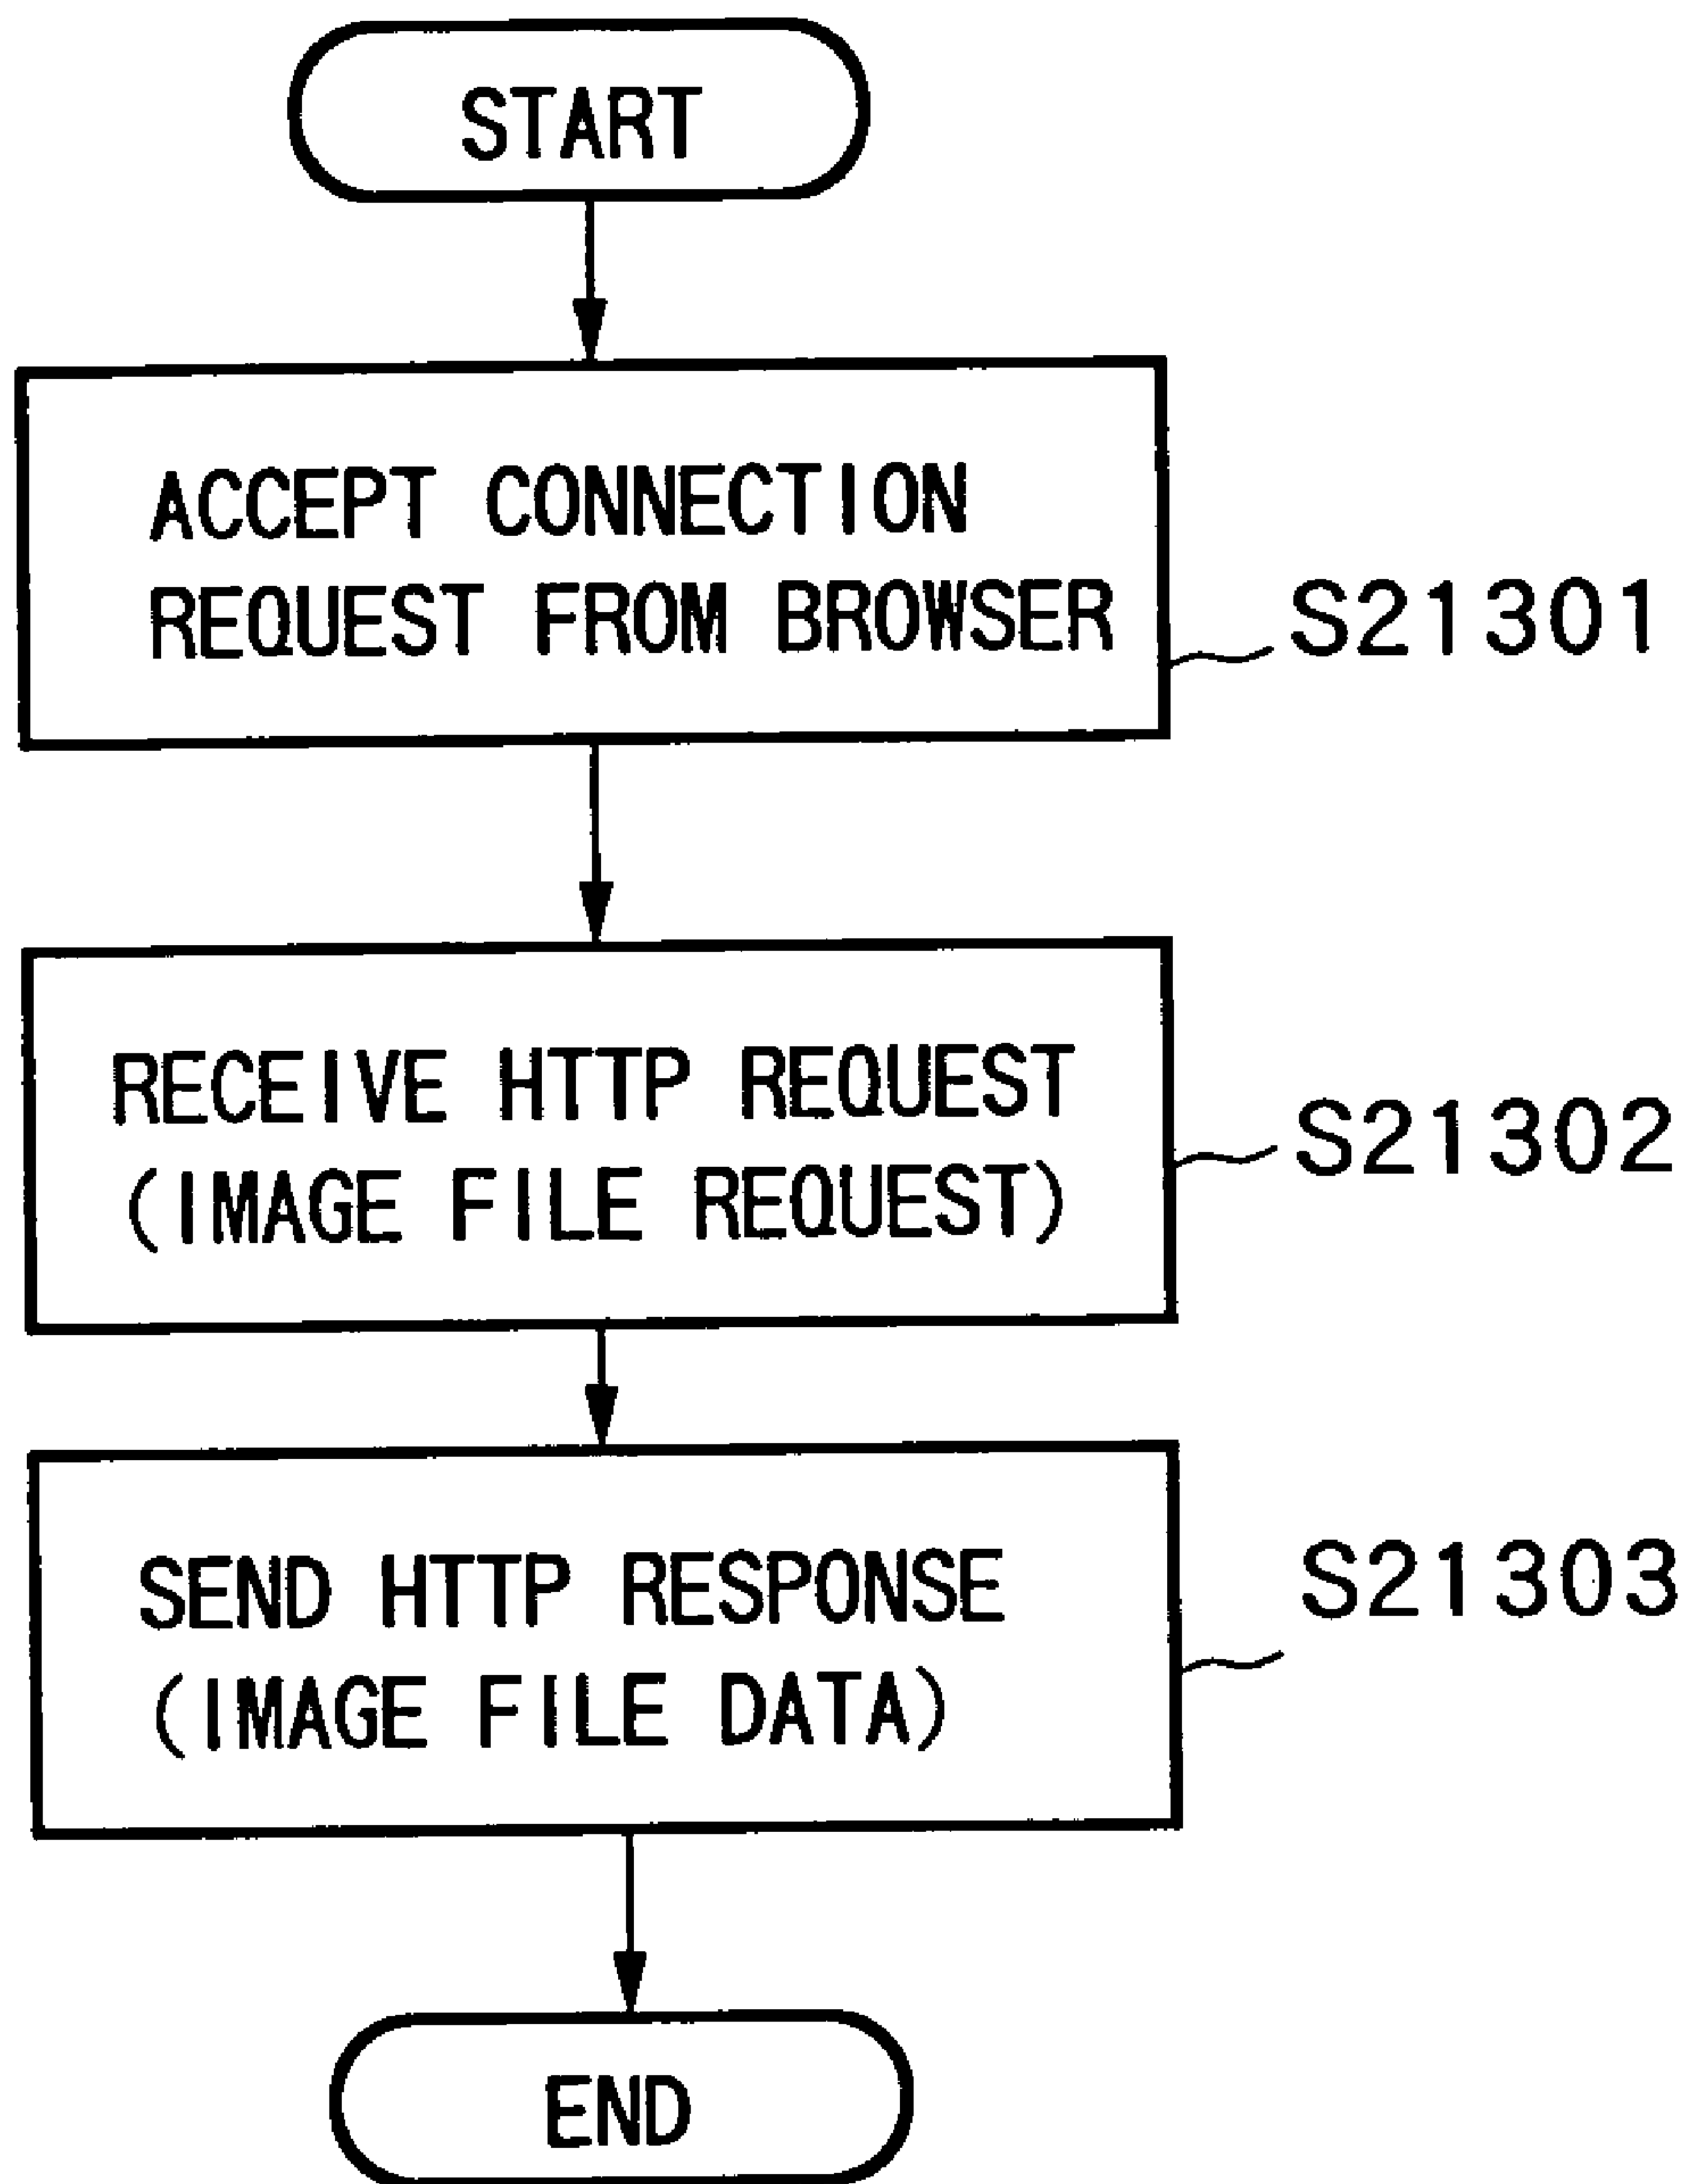 START
ACCEPT CONNECTION
REQUEST FROM BROWSER
S21301
RECEIVE HTTP REQUEST
(IMAGE FILE REQUEST)
S21302
SEND HTTP RESPONSE
(IMAGE FILE DATA)
S21303
END